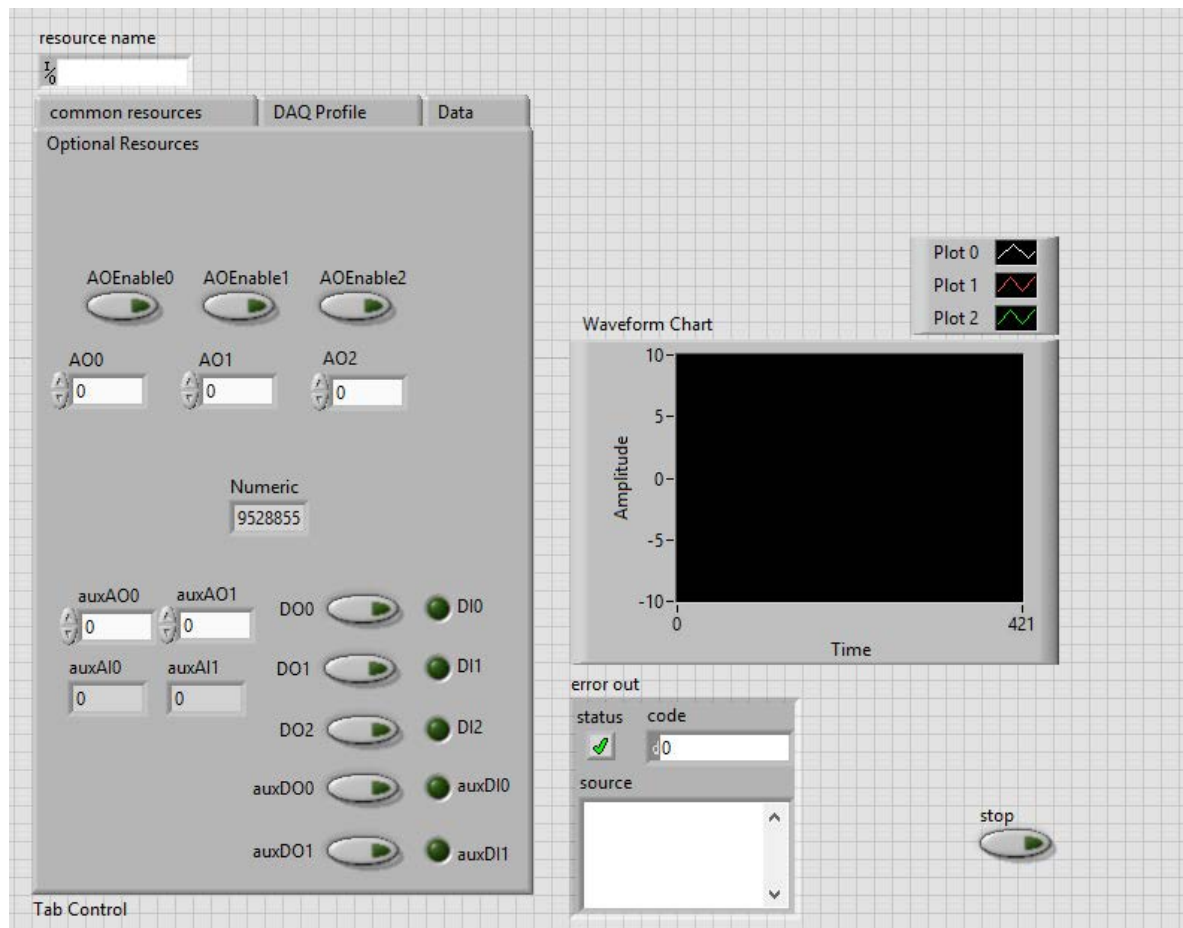 resource name
I/O
common resources DAQ Profile Data
Optional Resources
AOEnable0 AOEnable1 AOEnable2
AO0 AO1 AO2
0 0 0
Numeric
9528855
auxAO0 auxAO1
0 0
auxAI0 auxAI1
0 0
DO0 DI0
DO1 DI1
DO2 DI2
auxDO0 auxDI0
auxDO1 auxDI1
Tab Control
Plot 0
Plot 1
Plot 2
Waveform Chart
10
5
0
-5
-10
Amplitude
0 421
Time
error out
status code
d0
source
stop